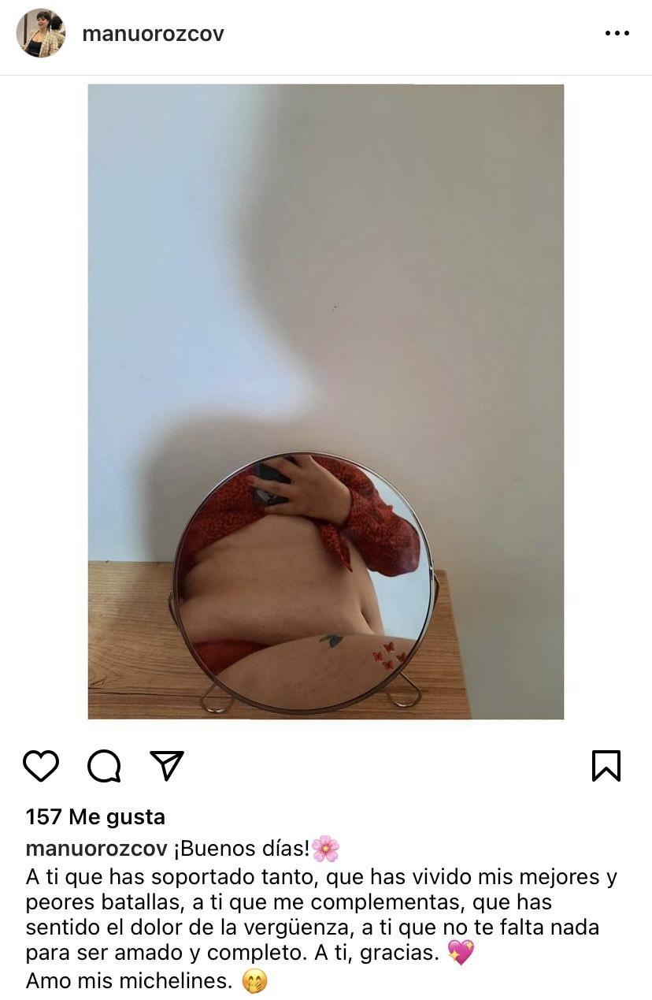 manuorozcov
157 Me gusta
manuorozcov ¡Buenos días!🌸
A ti que has soportado tanto, que has vivido mis mejores y
peores batallas, a ti que me complementas, que has
sentido el dolor de la vergüenza, a ti que no te falta nada
para ser amado y completo. A ti, gracias. 💖
Amo mis michelines. 🤭